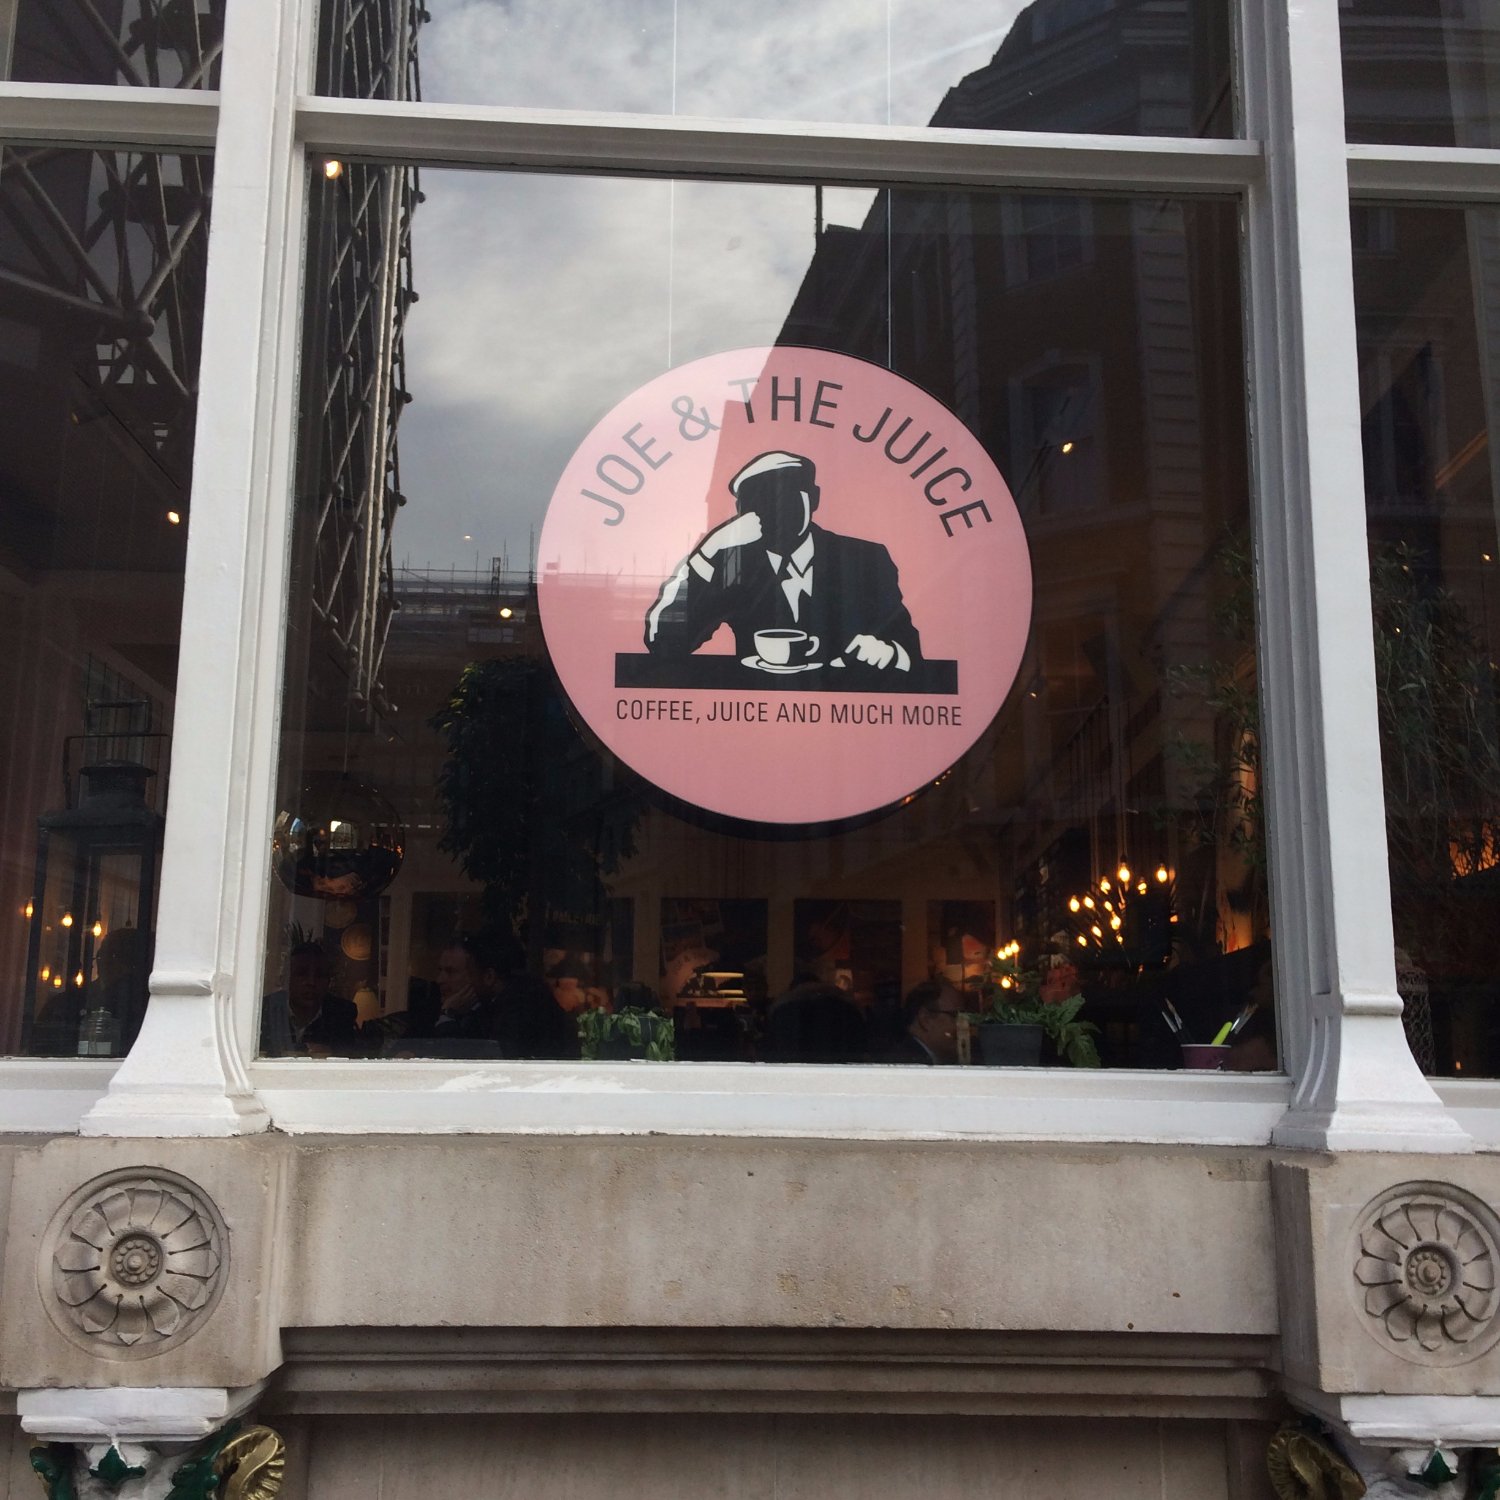 JOE & THE JUICE
COFFEE, JUICE AND MUCH MORE